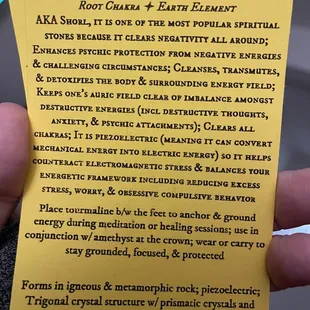 Root Chakra ✦ Earth Element
AKA Shorl, it is one of the most popular spiritual
stones because it clears negativity all around;
Enhances psychic protection from negative energies
& challenging circumstances; Cleanses, transmutes,
& detoxifies the body & surrounding energy field;
Keeps one's auric field clear of imbalance amongst
destructive energies (incl destructive thoughts,
anxiety, & psychic attachments); Clears all
chakras; It is piezoelectric (meaning it can convert
mechanical energy into electric energy) so it helps
counteract electromagnetic stress & balances your
energetic framework including reducing excess
stress, worry, & obsessive compulsive behavior
Place tourmaline b/w the feet to anchor & ground
energy during meditation or healing sessions; use in
conjunction w/ amethyst at the crown; wear or carry to
stay grounded, focused, & protected
Forms in igneous & metamorphic rock; piezoelectric;
Trigonal crystal structure w/ prismatic crystals and